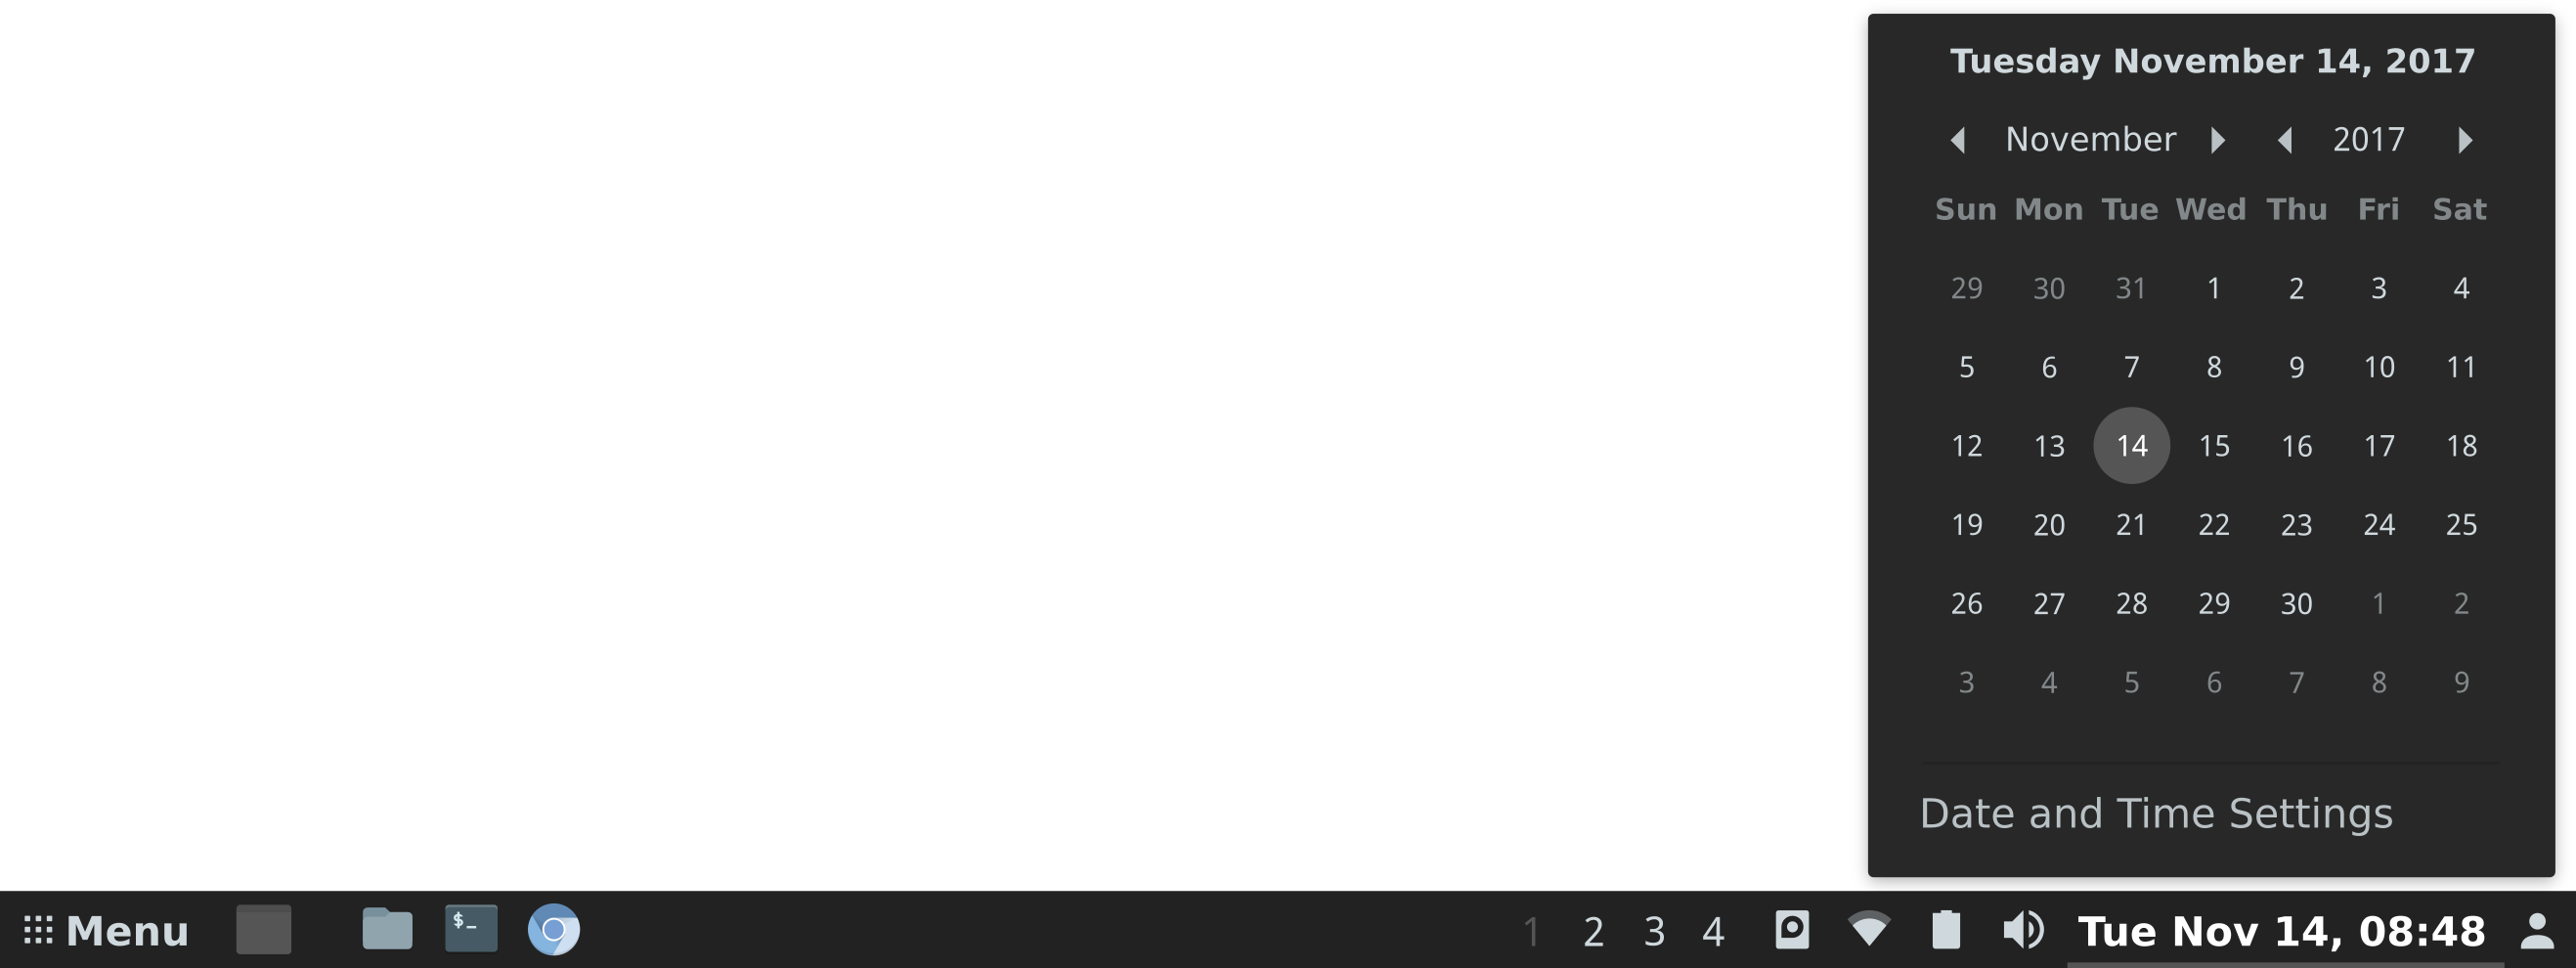 Tuesday November 14, 2017
November 2017
Sun Mon Tue Wed Thu Fri Sat
29 30 31 1 2 3 4
5 6 7 8 9 10 11
12 13 14 15 16 17 18
19 20 21 22 23 24 25
26 27 28 29 30 1 2
3 4 5 6 7 8 9
Date and Time Settings
Menu $_ 1 2 3 4 Tue Nov 14, 08:48